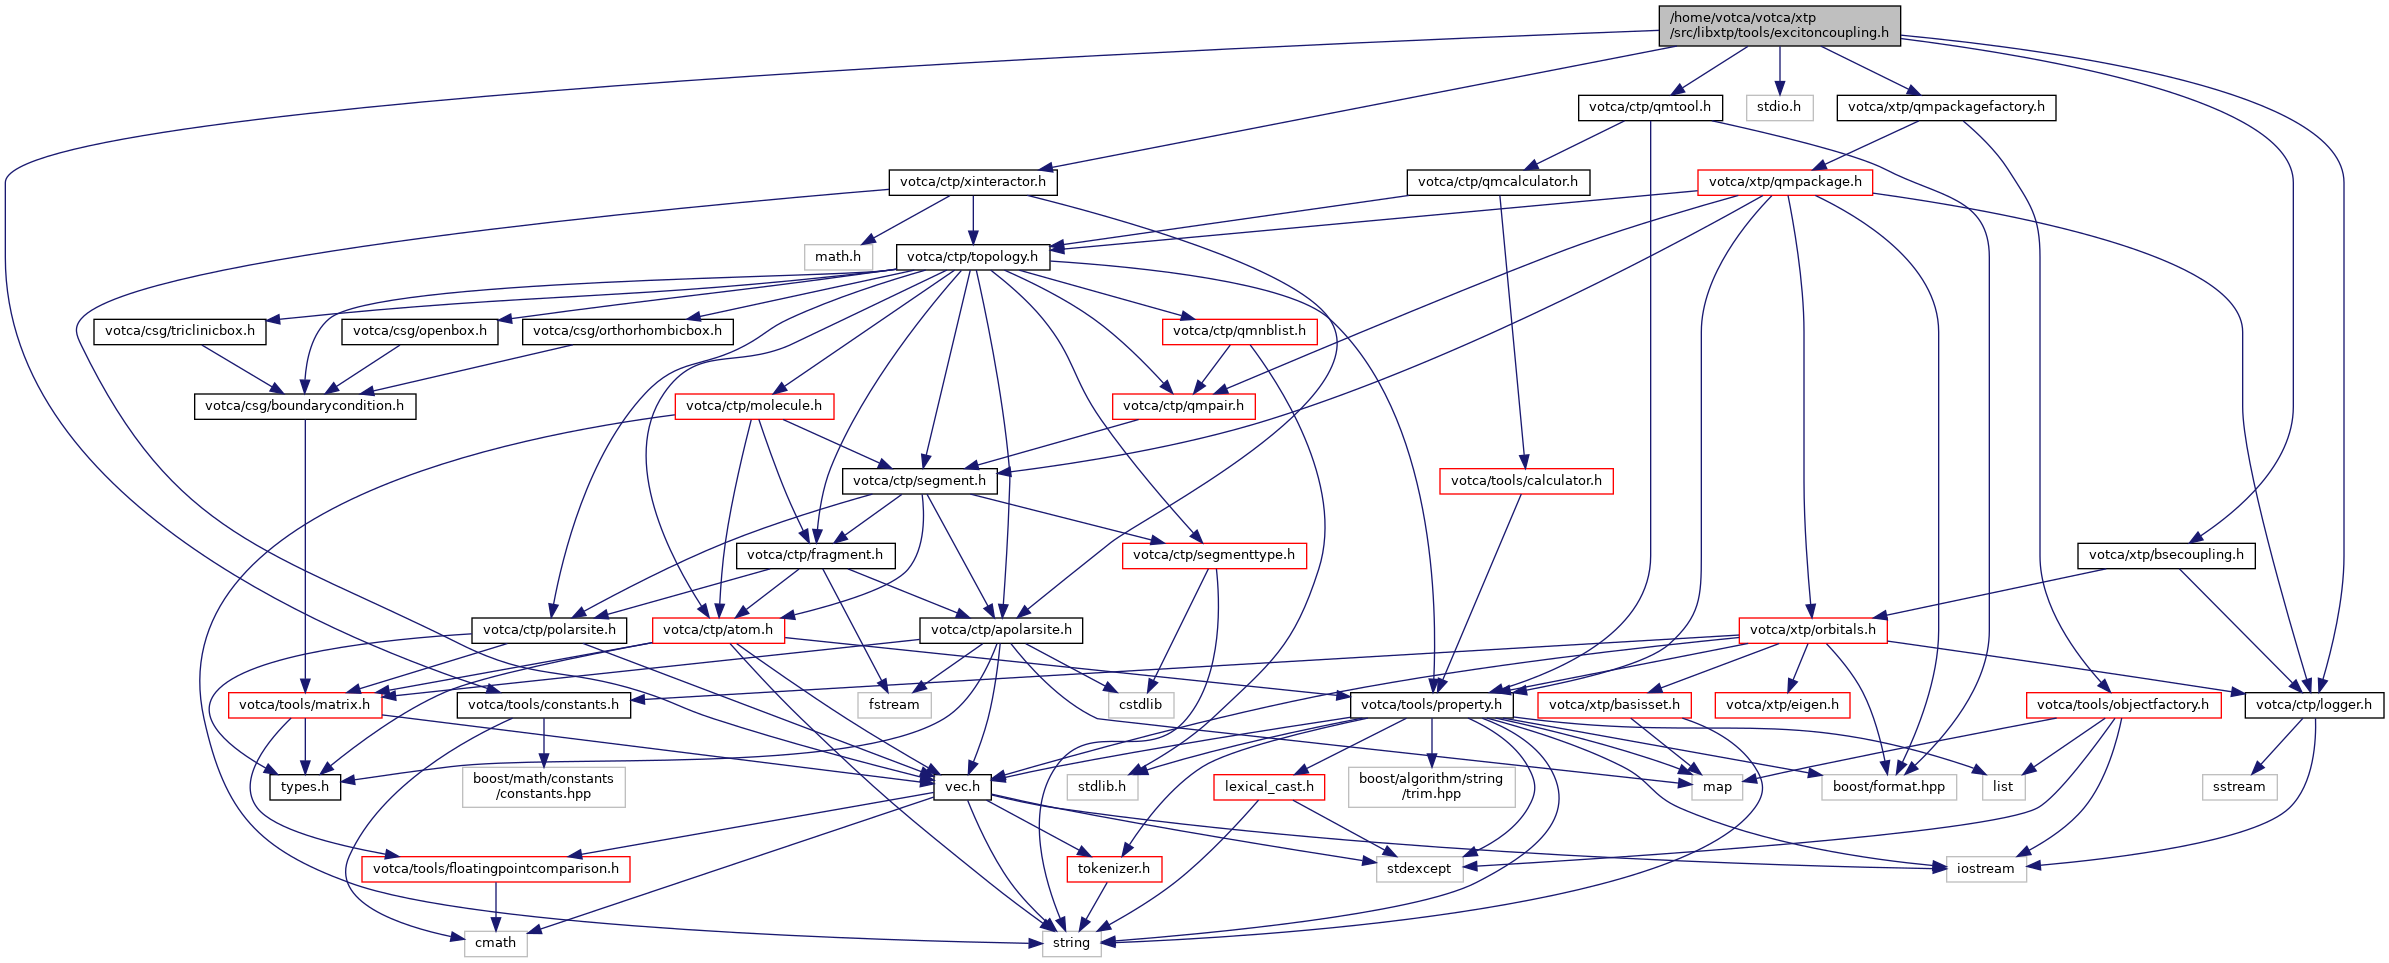 /home/votca/votca/xtp
/src/libxtp/tools/excitoncoupling.h
votca/ctp/qmtool.h
stdio.h
votca/xtp/qmpackagefactory.h
votca/ctp/xinteractor.h
votca/ctp/qmcalculator.h
votca/xtp/qmpackage.h
math.h
votca/ctp/topology.h
votca/csg/triclinicbox.h
votca/csg/openbox.h
votca/csg/orthorhombicbox.h
votca/ctp/qmnblist.h
votca/csg/boundarycondition.h
votca/ctp/molecule.h
votca/ctp/qmpair.h
votca/ctp/segment.h
votca/tools/calculator.h
votca/ctp/fragment.h
votca/ctp/segmenttype.h
votca/xtp/bsecoupling.h
votca/ctp/polarsite.h
votca/ctp/atom.h
votca/ctp/apolarsite.h
votca/xtp/orbitals.h
votca/tools/matrix.h
votca/tools/constants.h
fstream
cstdlib
votca/tools/property.h
votca/xtp/basisset.h
votca/xtp/eigen.h
votca/tools/objectfactory.h
votca/ctp/logger.h
types.h
boost/math/constants
/constants.hpp
vec.h
stdlib.h
lexical_cast.h
boost/algorithm/string
/trim.hpp
map
boost/format.hpp
list
sstream
votca/tools/floatingpointcomparison.h
tokenizer.h
stdexcept
iostream
cmath
string